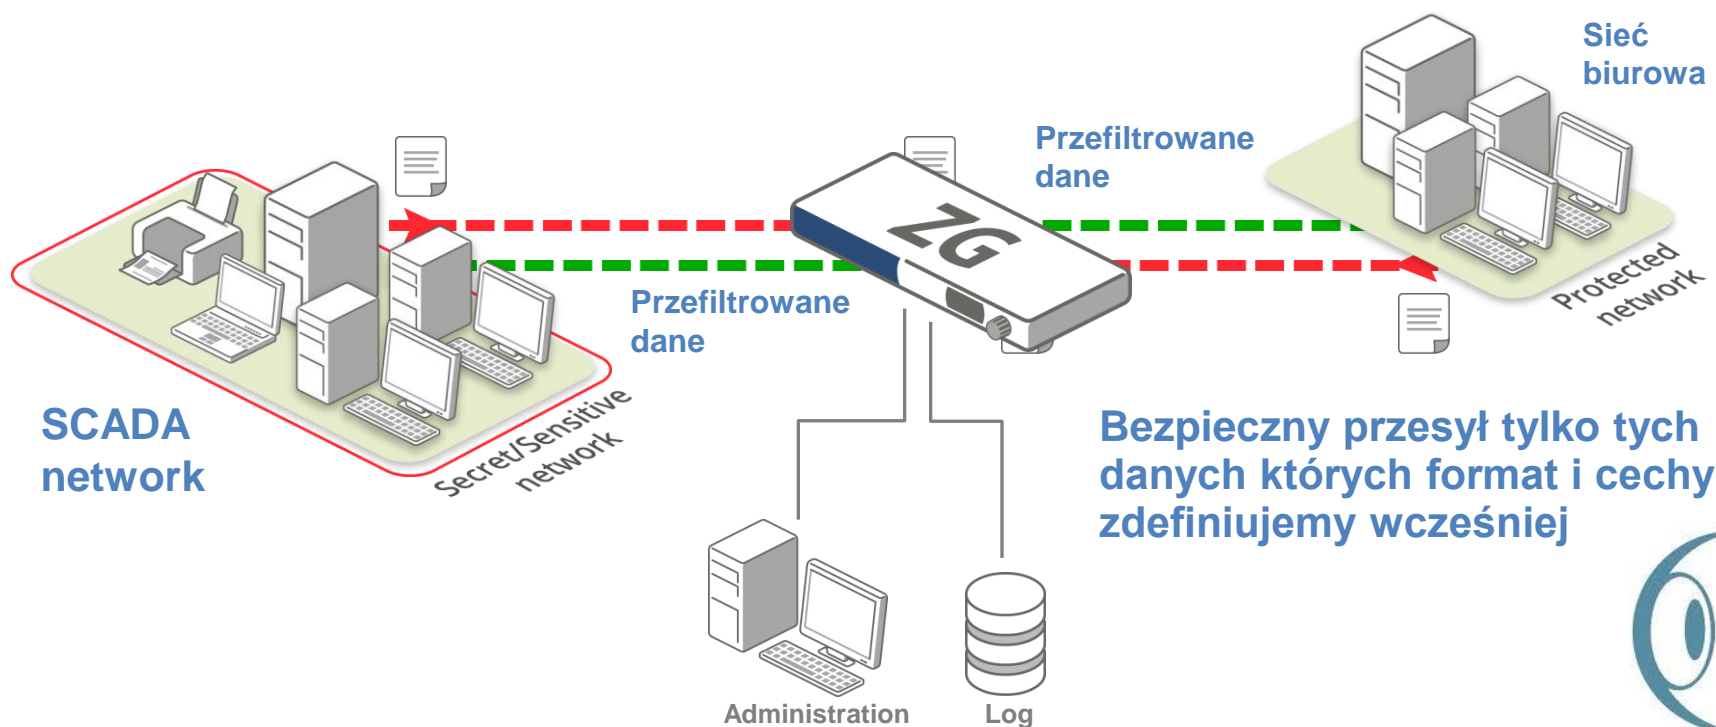 Sieć
biurowa
Przefiltrowane
dane
ZG
Protected
network
Przefiltrowane
dane
SCADA
network
Secret/Sensitive
network
Bezpieczny przesył tylko tych
danych których format i cechy
zdefiniujemy wcześniej
Administration
Log